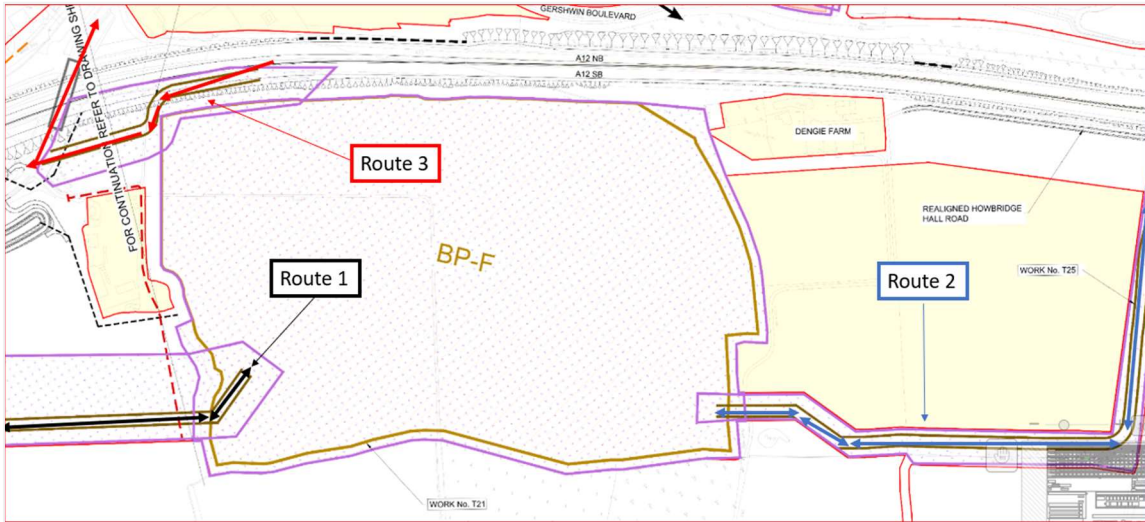 GERSHWIN BOULEVARD
A12 NB
A12 SB
FOR CONTINUATION REFER TO DRAWING SHE
Route 3
DENGIE FARM
REALIGNED HOWBRIDGE
HALL ROAD
BP-F
Route 1
WORK No. T25
Route 2
WORK No. T21